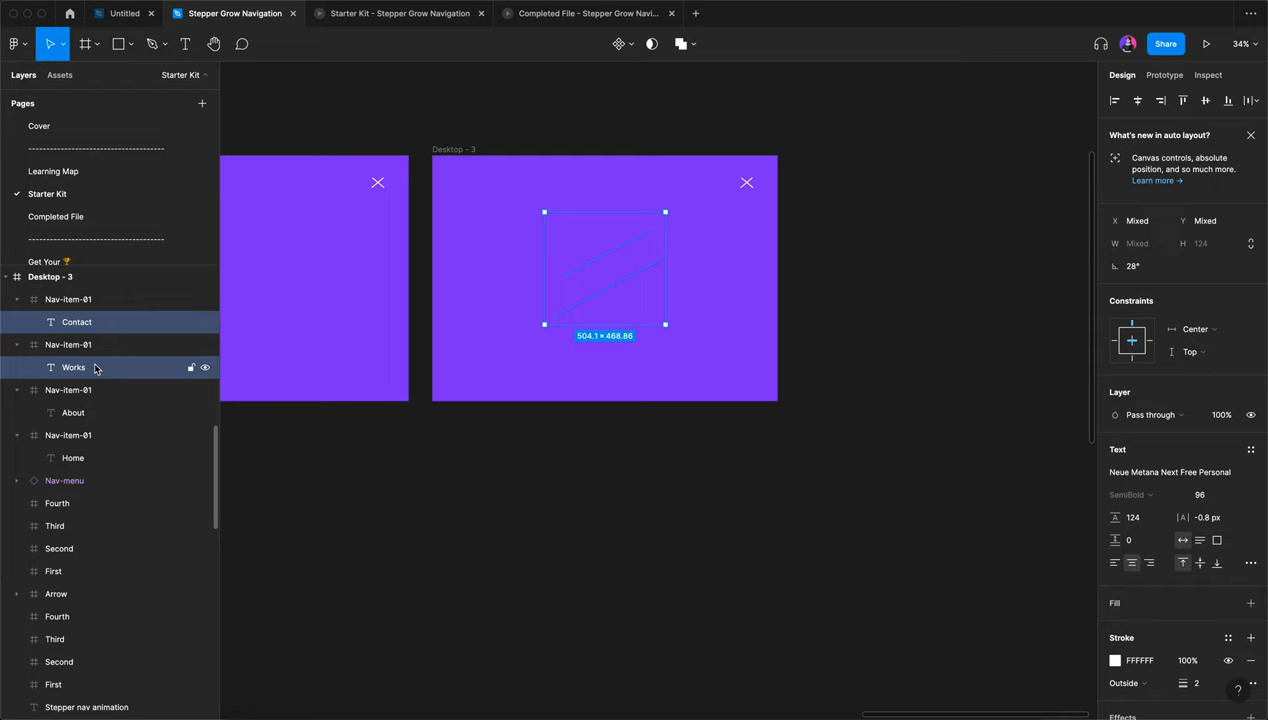 Untitled
Stepper Grow Navigation
Starter Kit - Stepper Grow Navigation
Completed File - Stepper Grow Navi...
Share
34%
Layers
Assets
Starter Kit
Design
Prototype
Inspect
Pages
Cover
---------------------------------------
Learning Map
Starter Kit
Completed File
---------------------------------------
Get Your 🏆
Desktop - 3
Nav-item-01
Contact
Nav-item-01
Works
Nav-item-01
About
Nav-item-01
Home
Nav-menu
Fourth
Third
Second
First
Arrow
Fourth
Third
Second
First
Stepper nav animation
Desktop - 3
504.1 × 468.86
What's new in auto layout?
Canvas controls, absolute
position, and so much more.
Learn more →
X Mixed Y Mixed
W Mixed H 124
28°
Constraints
Center
Top
Layer
Pass through 100%
Text
Neue Metana Next Free Personal
SemiBold 96
124 |A| -0.8 px
0
Fill
Stroke
FFFFFF 100%
Outside 2
?
Effects